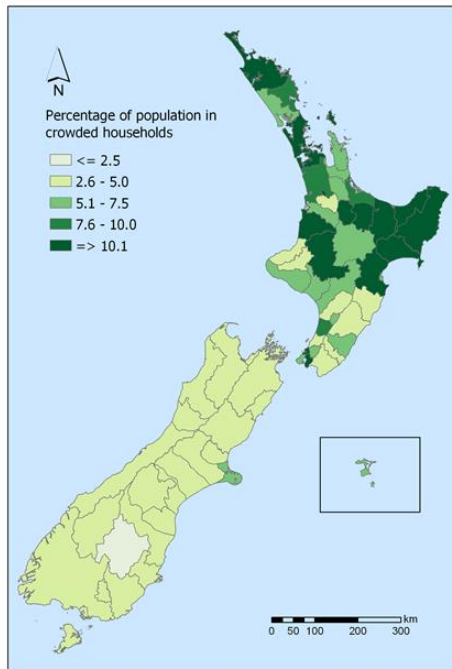 N
Percentage of population in
crowded households
<= 2.5
2.6 - 5.0
5.1 - 7.5
7.6 - 10.0
=> 10.1
km
0 50 100 200 300